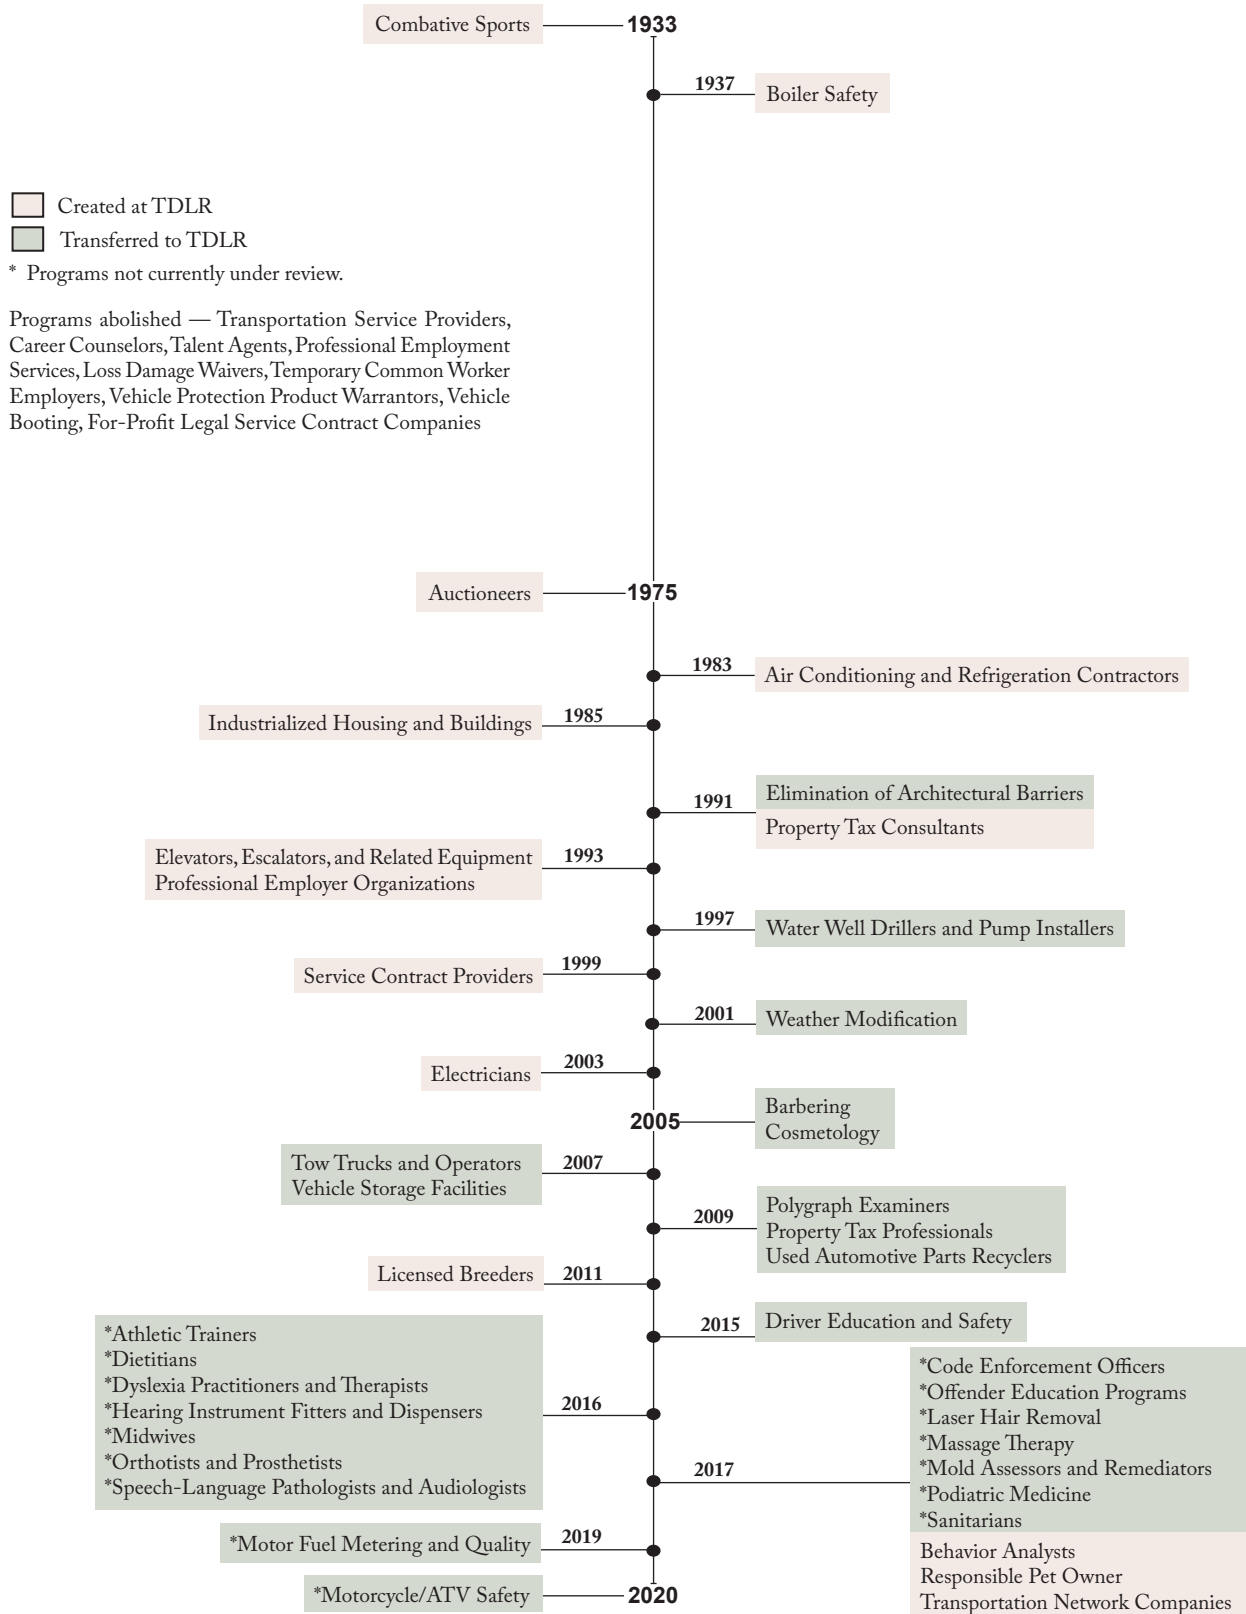 Combative Sports
1933
1937
Boiler Safety
Created at TDLR
Transferred to TDLR
* Programs not currently under review.
Programs abolished — Transportation Service Providers,
Career Counselors, Talent Agents, Professional Employment
Services, Loss Damage Waivers, Temporary Common Worker
Employers, Vehicle Protection Product Warrantors, Vehicle
Booting, For-Profit Legal Service Contract Companies
Auctioneers
1975
1983
Air Conditioning and Refrigeration Contractors
Industrialized Housing and Buildings
1985
1991
Elimination of Architectural Barriers
Property Tax Consultants
Elevators, Escalators, and Related Equipment
Professional Employer Organizations
1993
1997
Water Well Drillers and Pump Installers
Service Contract Providers
1999
2001
Weather Modification
Electricians
2003
2005
Barbering
Cosmetology
Tow Trucks and Operators
Vehicle Storage Facilities
2007
2009
Polygraph Examiners
Property Tax Professionals
Used Automotive Parts Recyclers
Licensed Breeders
2011
2015
Driver Education and Safety
*Athletic Trainers
*Dietitians
*Dyslexia Practitioners and Therapists
*Hearing Instrument Fitters and Dispensers
*Midwives
*Orthotists and Prosthetists
*Speech-Language Pathologists and Audiologists
2016
2017
*Code Enforcement Officers
*Offender Education Programs
*Laser Hair Removal
*Massage Therapy
*Mold Assessors and Remediators
*Podiatric Medicine
*Sanitarians
Behavior Analysts
Responsible Pet Owner
Transportation Network Companies
*Motor Fuel Metering and Quality
2019
*Motorcycle/ATV Safety
2020